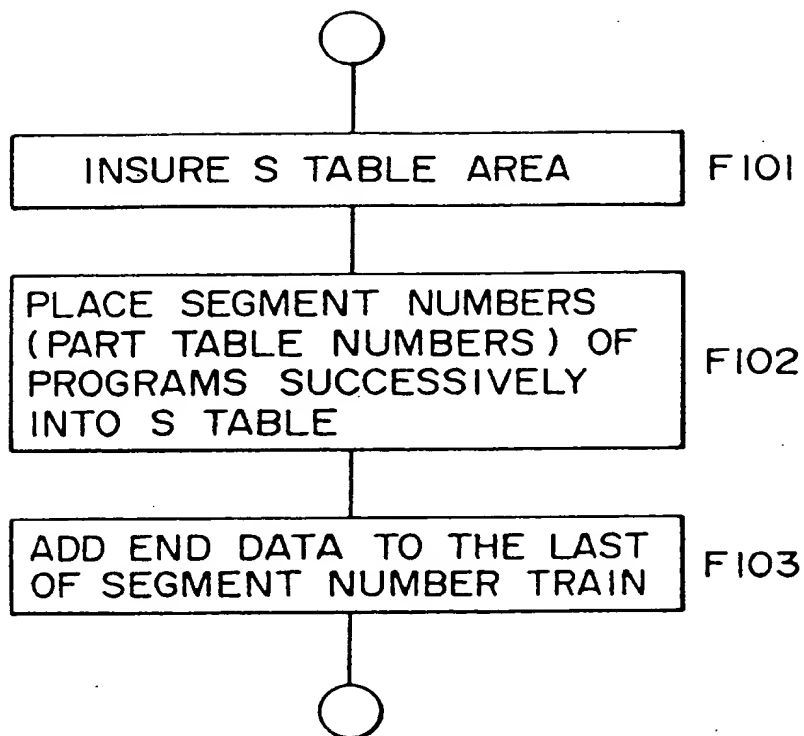 INSURE S TABLE AREA
F101
PLACE SEGMENT NUMBERS
(PART TABLE NUMBERS) OF
PROGRAMS SUCCESSIVELY
INTO S TABLE
F102
ADD END DATA TO THE LAST
OF SEGMENT NUMBER TRAIN
F103